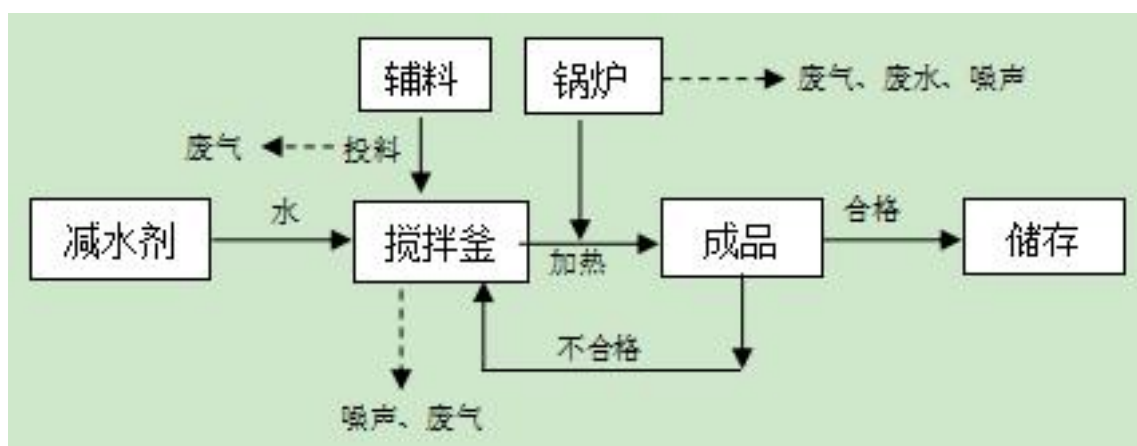 辅料
锅炉
废气、废水、噪声
废气
投料
减水剂
水
搅拌釜
加热
成品
合格
储存
不合格
噪声、废气